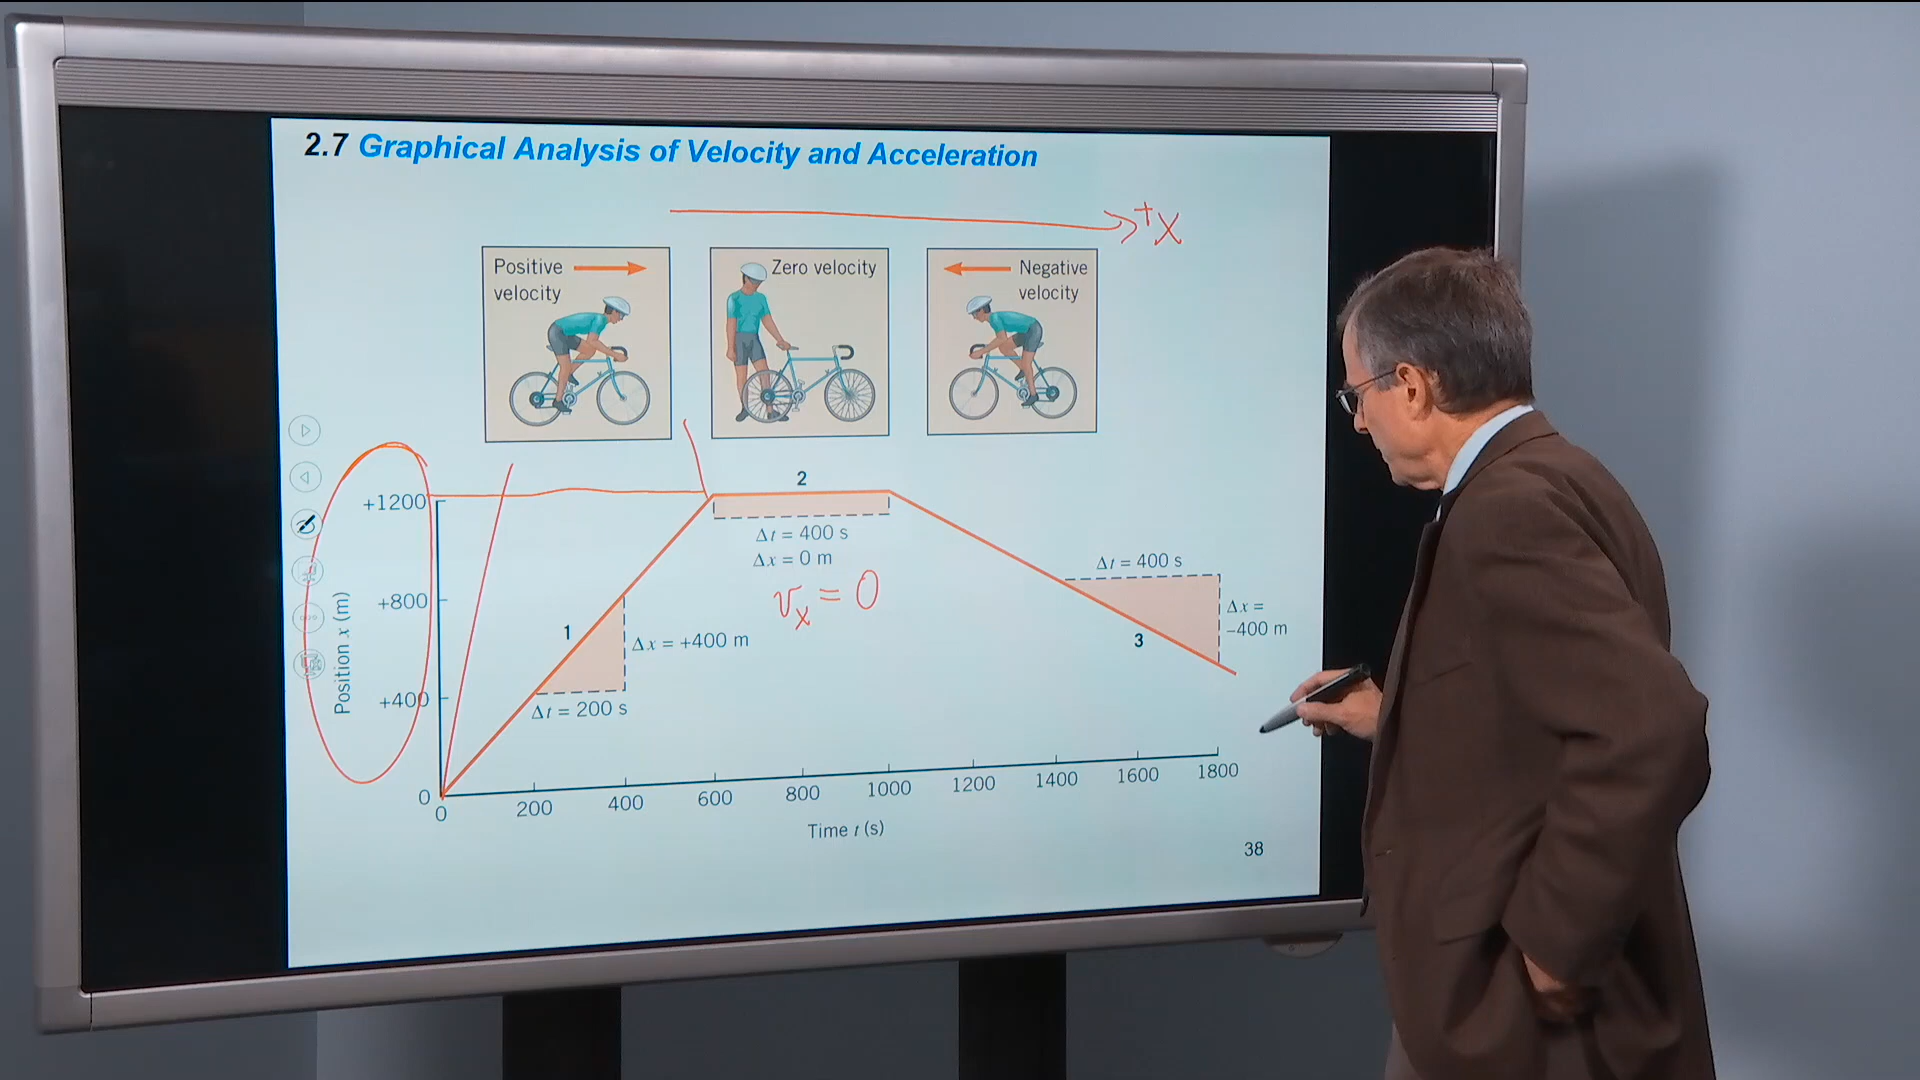 2.7 Graphical Analysis of Velocity and Acceleration
+x
Positive
velocity
Zero velocity
Negative
velocity
Position x (m)
+1200
+800
+400
0
1
Δx = +400 m
Δt = 200 s
2
Δt = 400 s
Δx = 0 m
vₓ = 0
Δt = 400 s
Δx =
–400 m
3
0 200 400 600 800 1000 1200 1400 1600 1800
Time t (s)
38